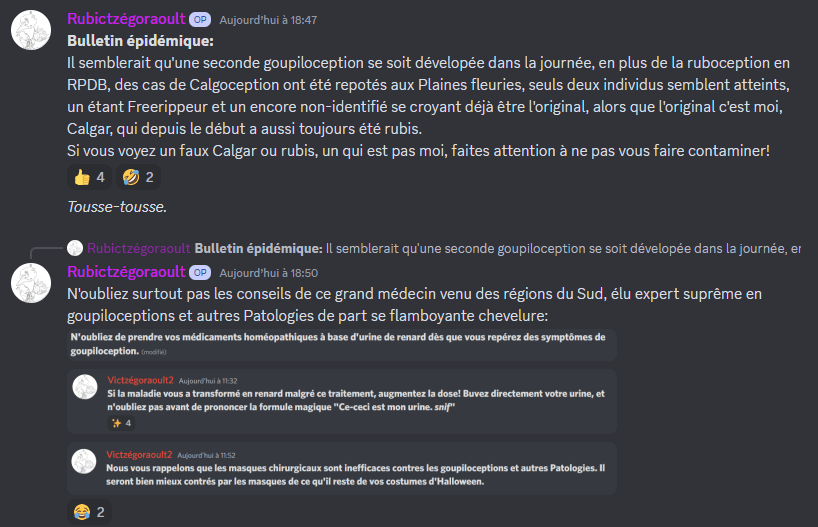 Rubictzégoraoult OP Aujourd'hui à 18:47
Bulletin épidémique:
Il semblerait qu'une seconde goupiloception se soit dévelopée dans la journée, en plus de la ruboception en
RPDB, des cas de Calgoception ont été repotés aux Plaines fleuries, seuls deux individus semblent atteints,
un étant Freerippeur et un encore non-identifié se croyant déjà être l'original, alors que l'original c'est moi,
Calgar, qui depuis le début a aussi toujours été rubis.
Si vous voyez un faux Calgar ou rubis, un qui est pas moi, faites attention à ne pas vous faire contaminer!
👍 4 🤣 2
Tousse-tousse.
Rubictzégoraoult Bulletin épidémique: Il semblerait qu'une seconde goupiloception se soit dévelopée dans la journée, en
Rubictzégoraoult OP Aujourd'hui à 18:50
N'oubliez surtout pas les conseils de ce grand médecin venu des régions du Sud, élu expert suprême en
goupiloceptions et autres Patologies de part se flamboyante chevelure:
N'oubliez de prendre vos médicaments homéopathiques à base d'urine de renard dès que vous repérez des symptômes de
goupiloception. (modifié)
Victzégoraoult2 Aujourd'hui à 11:32
Si la maladie vous a transformé en renard malgré ce traitement, augmentez la dose! Buvez directement votre urine, et
n'oubliez pas avant de prononcer la formule magique "Ce-ceci est mon urine. snif"
✨ 4
Victzégoraoult2 Aujourd'hui à 11:52
Nous vous rappelons que les masques chirurgicaux sont inefficaces contres les goupiloceptions et autres Patologies. Il
seront bien mieux contrés par les masques de ce qu'il reste de vos costumes d'Halloween.
😂 2